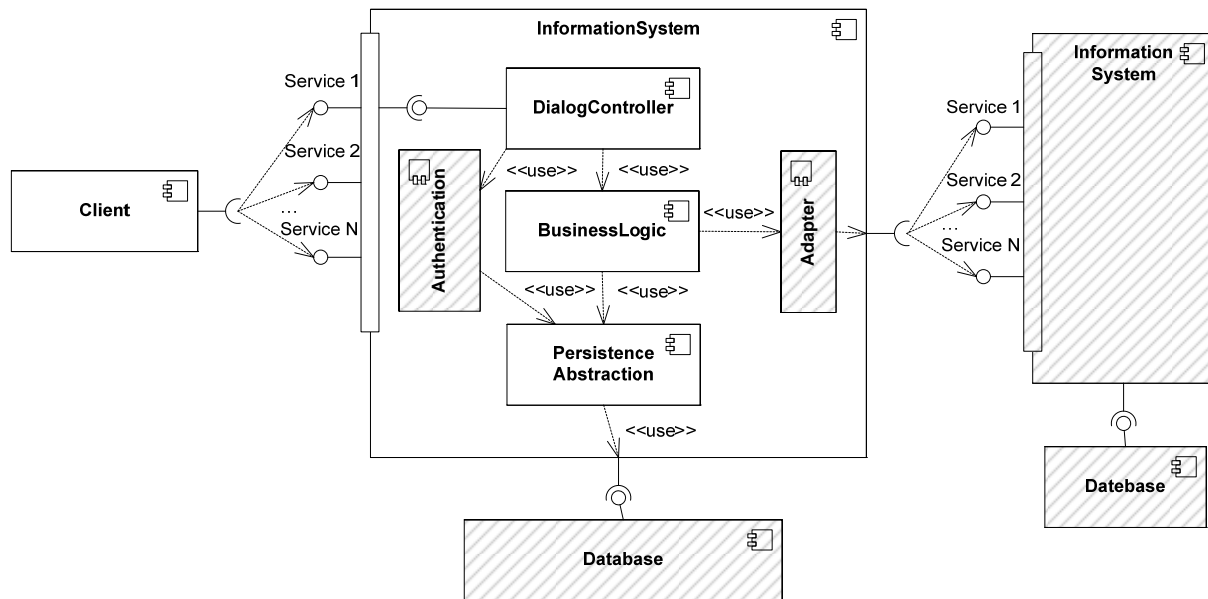 InformationSystem
Service 1
DialogController
<<use>>
<<use>>
Service 2
...
Service N
Client
Authentication
BusinessLogic
<<use>>
Adapter
<<use>>
<<use>>
Persistence
Abstraction
<<use>>
Database
Information
System
Service 1
Service 2
...
Service N
Datebase